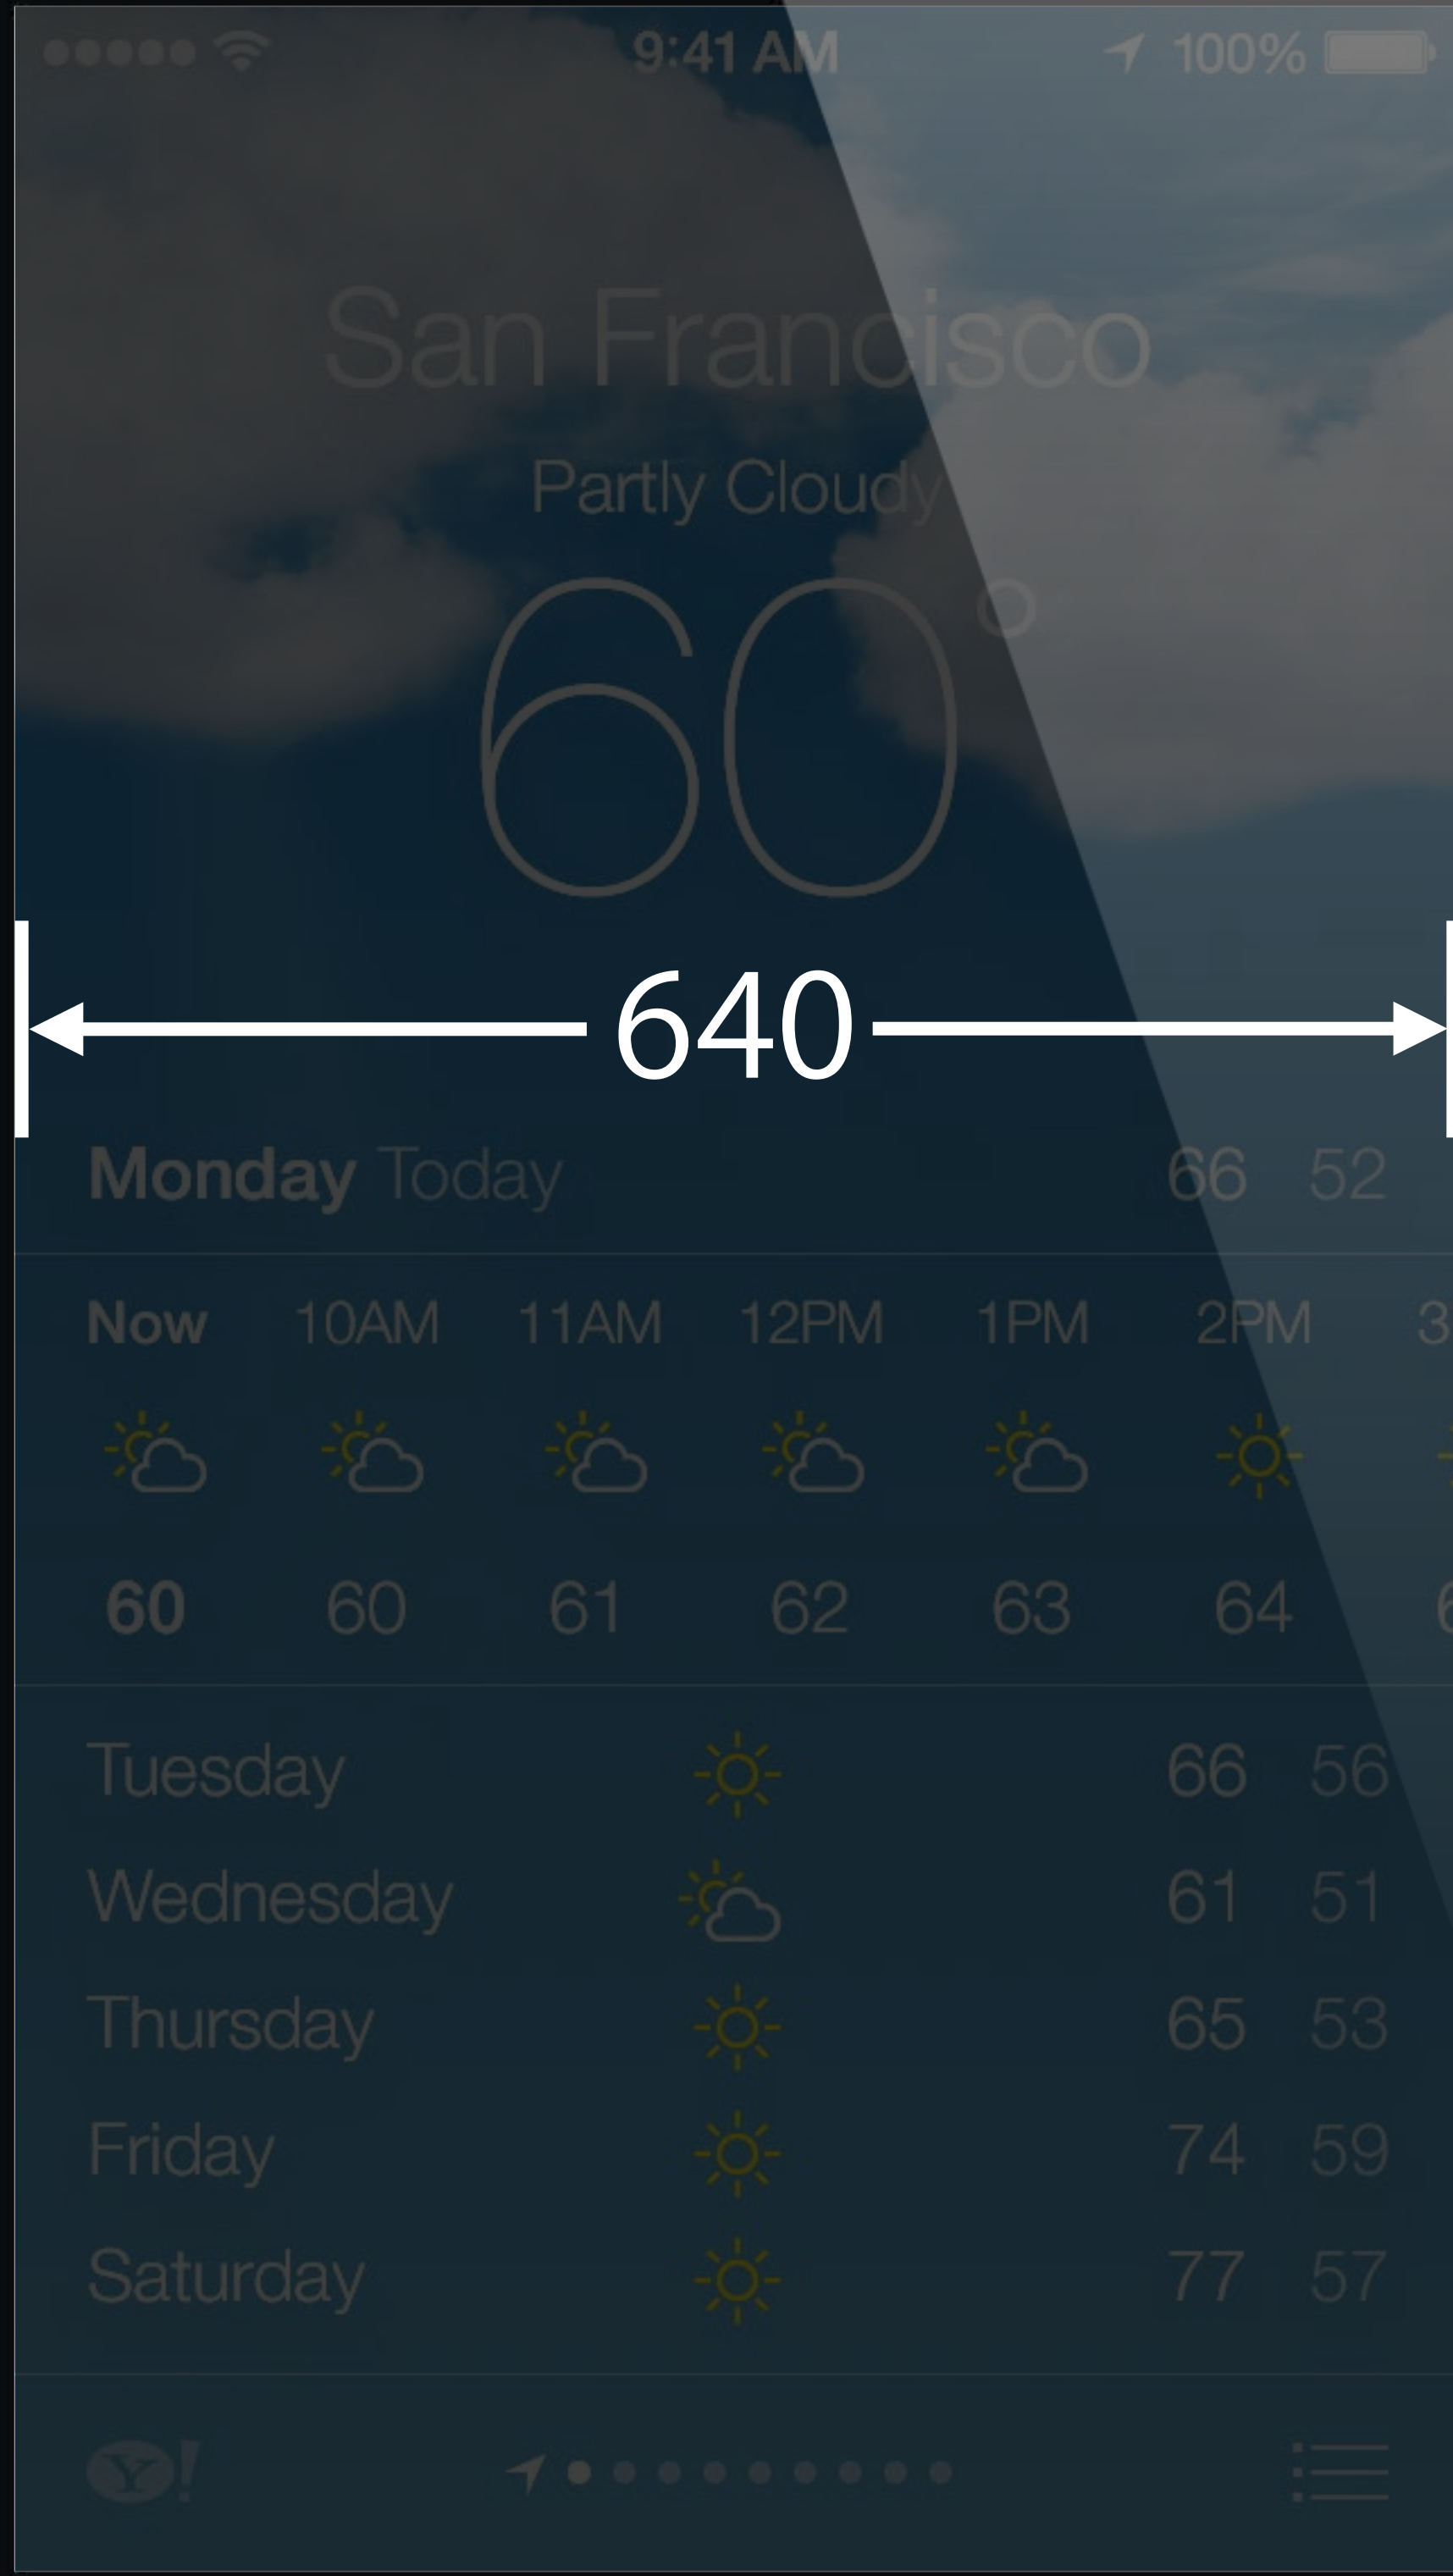 9:41 AM 100%
San Francisco
Partly Cloudy
60°
640
Monday Today 66 52
Now 10AM 11AM 12PM 1PM 2PM 3
60 60 61 62 63 64 6
Tuesday 66 56
Wednesday 61 51
Thursday 65 53
Friday 74 59
Saturday 77 57
Y!